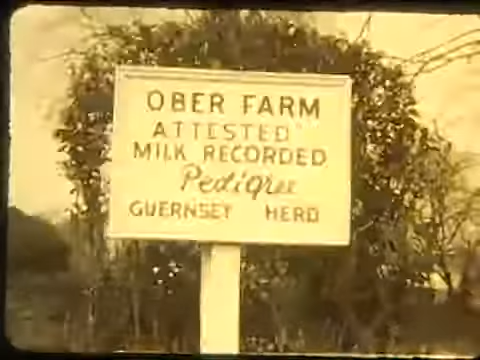 OBER FARM
ATTESTED
MILK RECORDED
Pedigree
GUERNSEY HERD